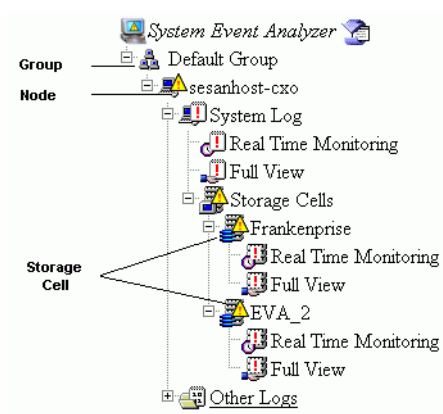 System Event Analyzer
Group
Default Group
Node
sesanhost-cxo
System Log
Real Time Monitoring
Full View
Storage Cells
Frankenprise
Real Time Monitoring
Storage
Cell
Full View
EVA_2
Real Time Monitoring
Full View
Other Logs